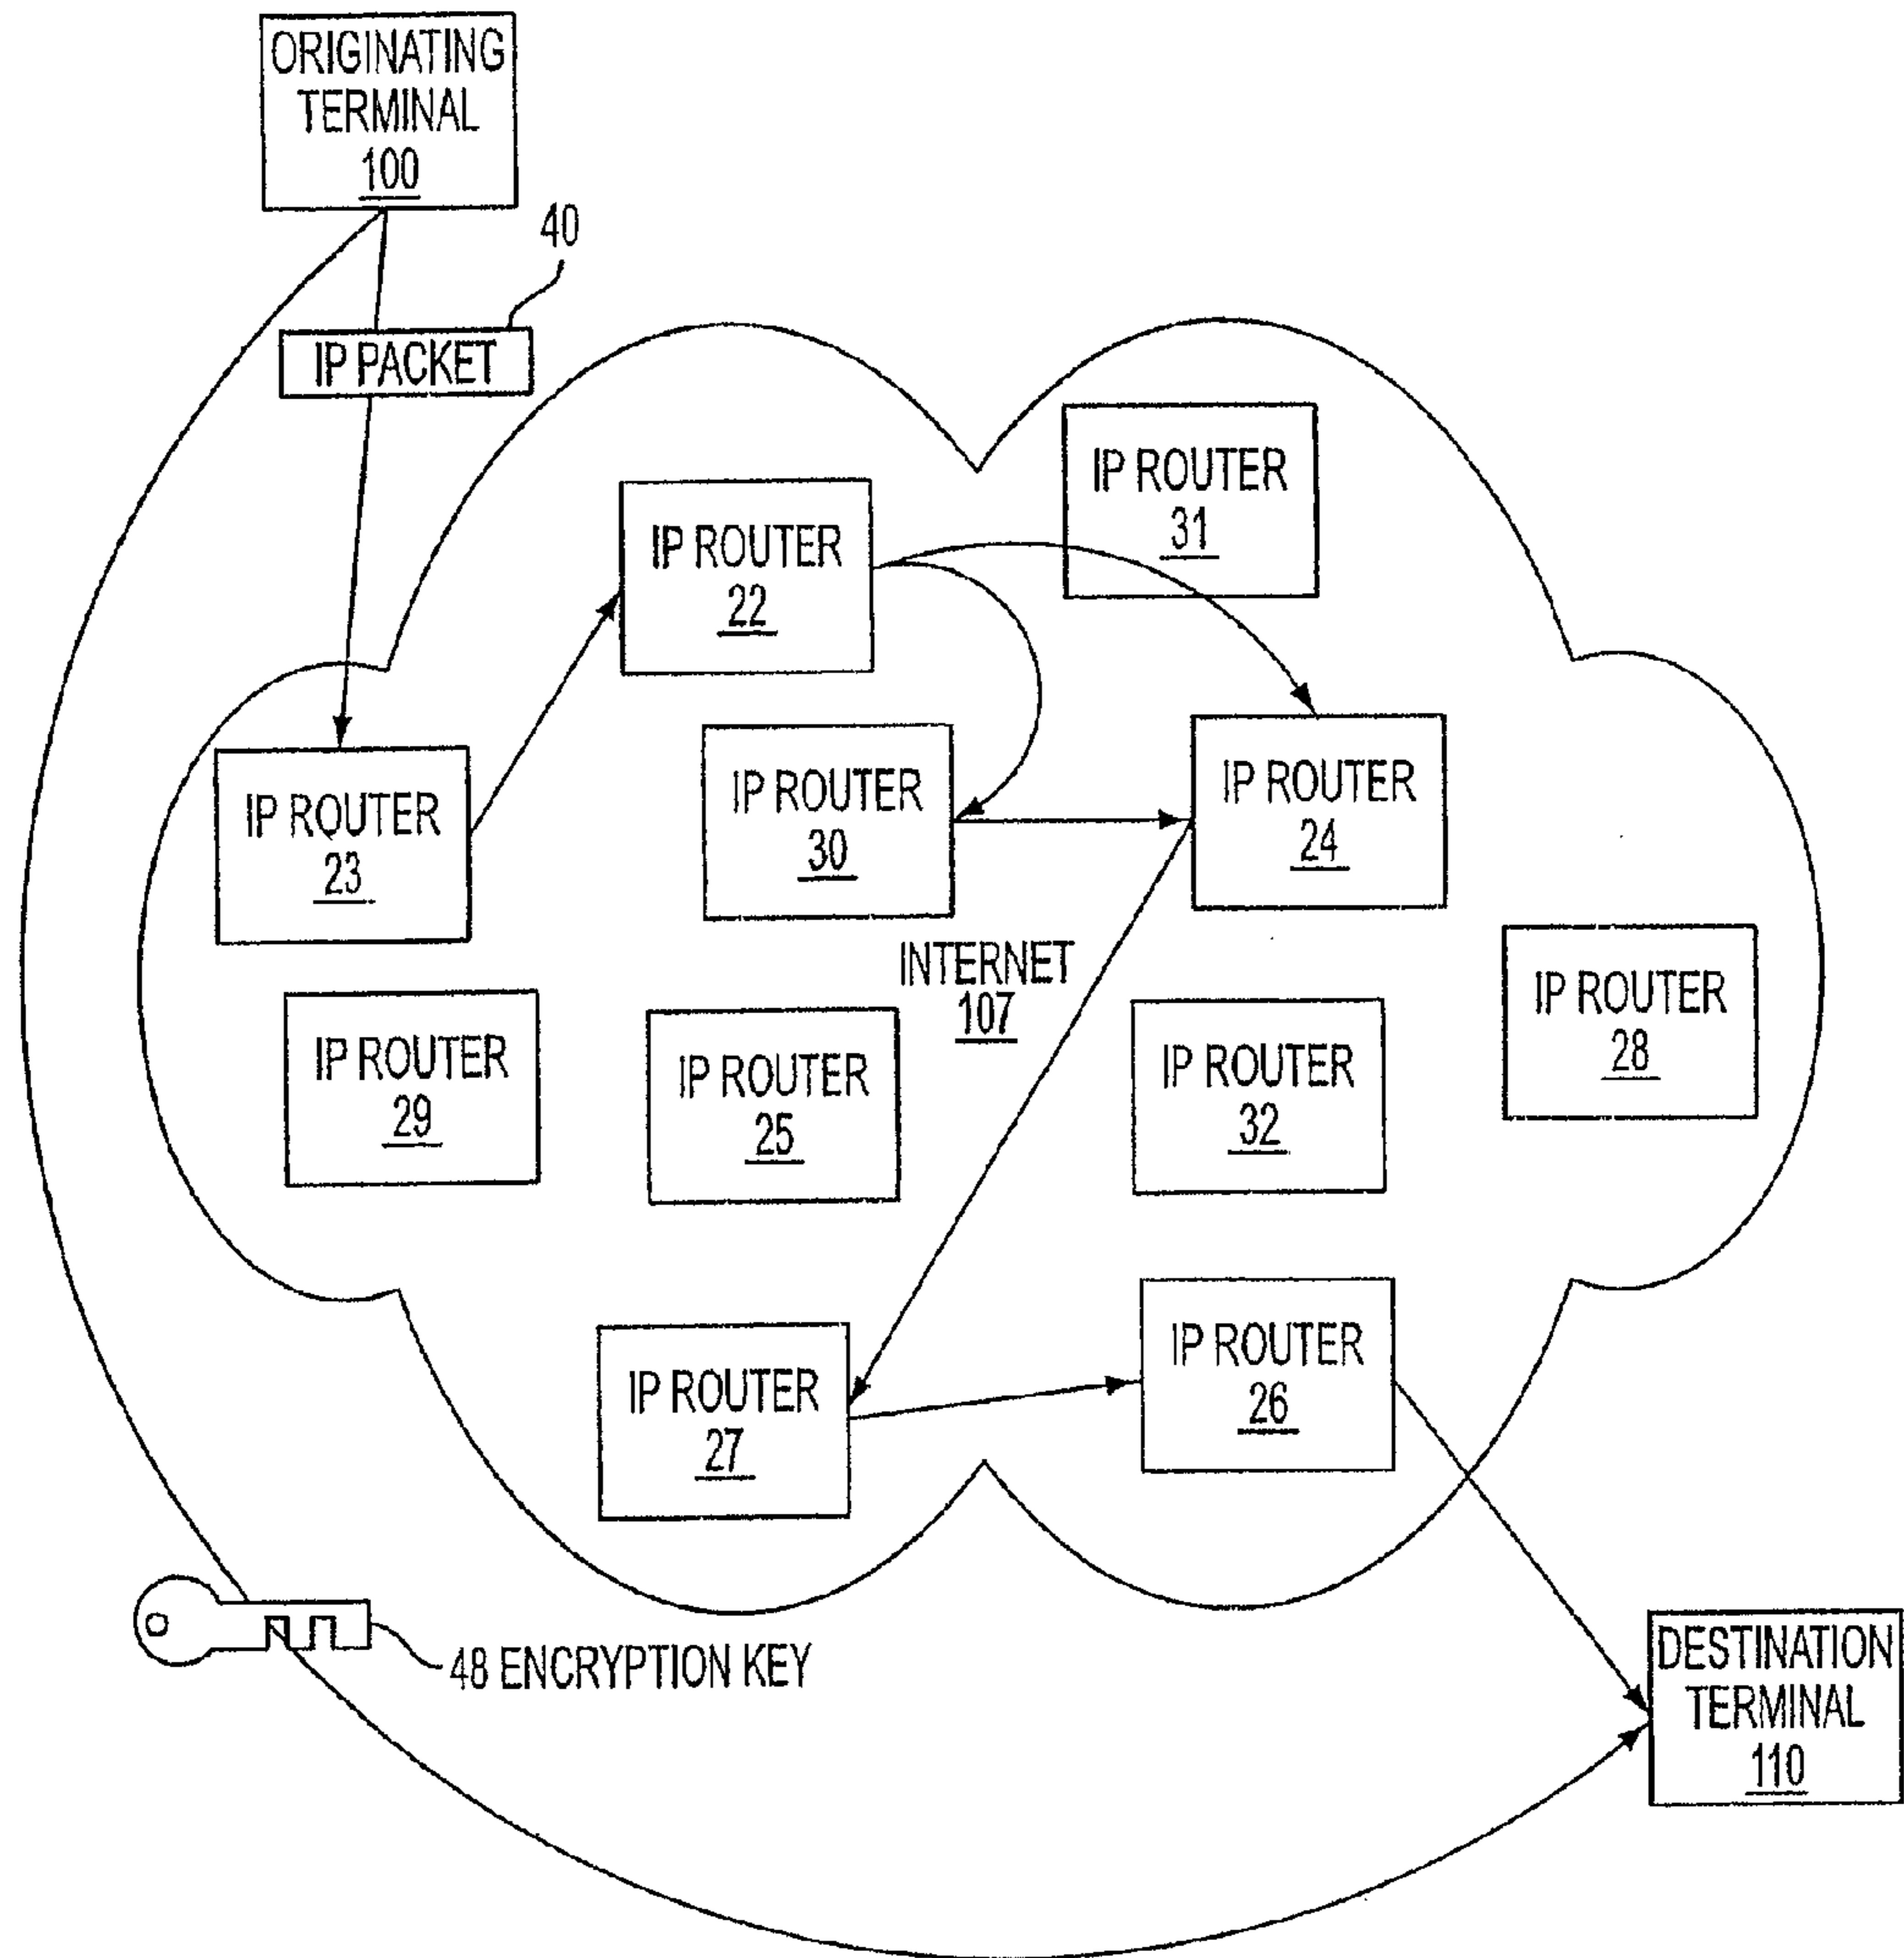 ORIGINATING
TERMINAL
100
40
IP PACKET
IP ROUTER
31
IP ROUTER
22
IP ROUTER
23
IP ROUTER
30
IP ROUTER
24
INTERNET
107
IP ROUTER
28
IP ROUTER
29
IP ROUTER
25
IP ROUTER
32
IP ROUTER
27
IP ROUTER
26
48 ENCRYPTION KEY
DESTINATION
TERMINAL
110